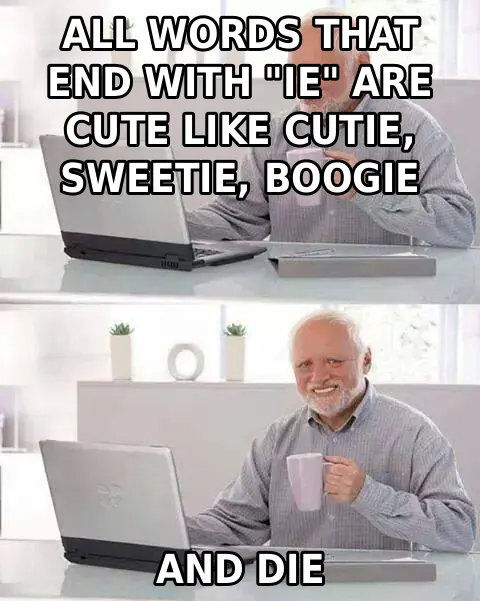 ALL WORDS THAT
END WITH "IE" ARE
CUTE LIKE CUTIE,
SWEETIE, BOOGIE
AND DIE